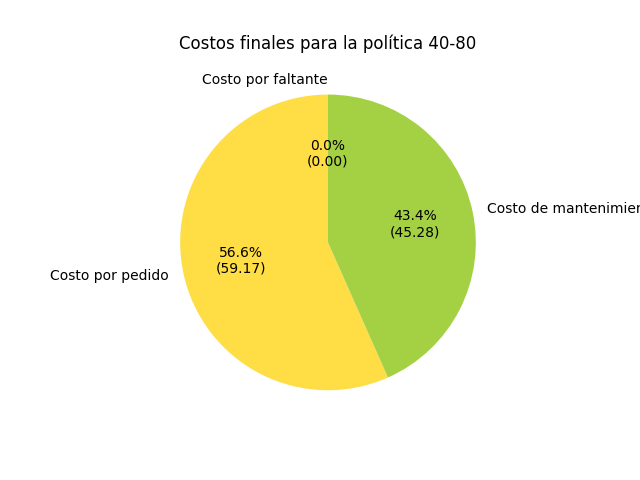 Costos finales para la política 40-80
Costo por faltante
0.0%
(0.00)
43.4%
(45.28)
Costo de mantenimien
56.6%
(59.17)
Costo por pedido